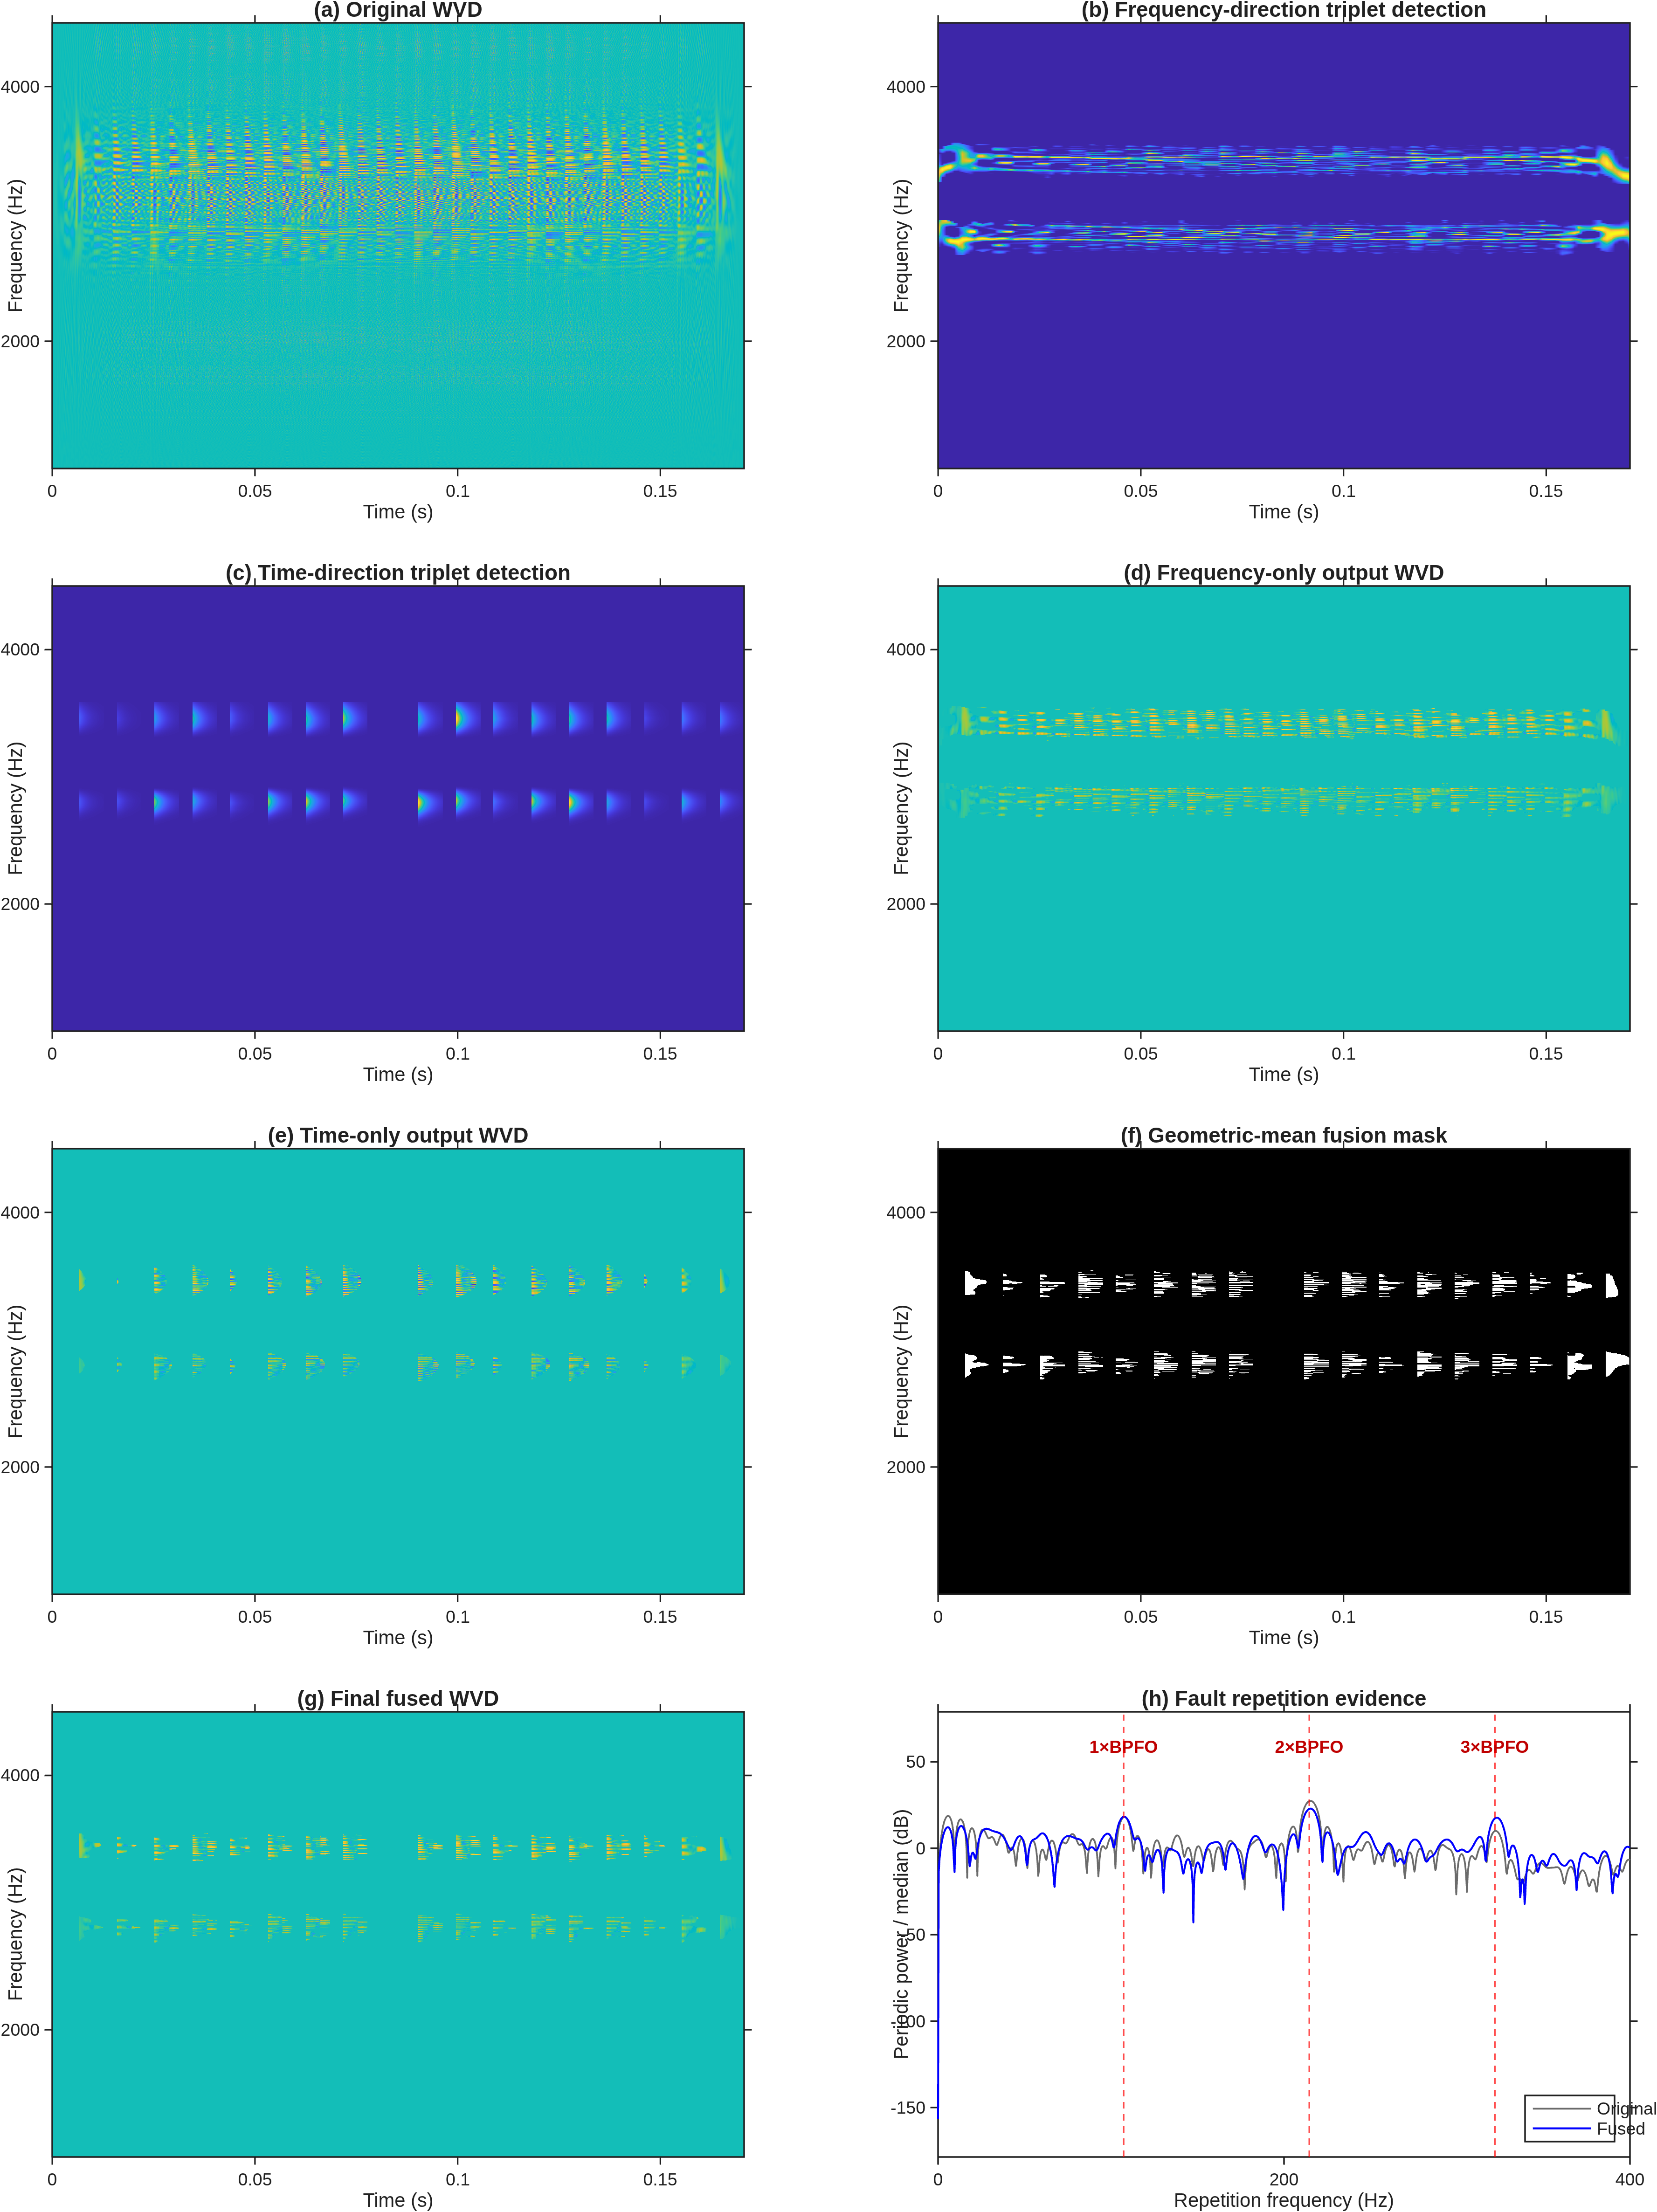 (a) Original WVD
4000
2000
Frequency (Hz)
0 0.05 0.1 0.15
Time (s)
(b) Frequency-direction triplet detection
4000
2000
Frequency (Hz)
0 0.05 0.1 0.15
Time (s)
(c) Time-direction triplet detection
4000
2000
Frequency (Hz)
0 0.05 0.1 0.15
Time (s)
(d) Frequency-only output WVD
4000
2000
Frequency (Hz)
0 0.05 0.1 0.15
Time (s)
(e) Time-only output WVD
4000
2000
Frequency (Hz)
0 0.05 0.1 0.15
Time (s)
(f) Geometric-mean fusion mask
4000
2000
Frequency (Hz)
0 0.05 0.1 0.15
Time (s)
(g) Final fused WVD
4000
2000
Frequency (Hz)
0 0.05 0.1 0.15
Time (s)
(h) Fault repetition evidence
1×BPFO 2×BPFO 3×BPFO
50
0
-50
-100
-150
Periodic power / median (dB)
Original
Fused
0 200 400
Repetition frequency (Hz)